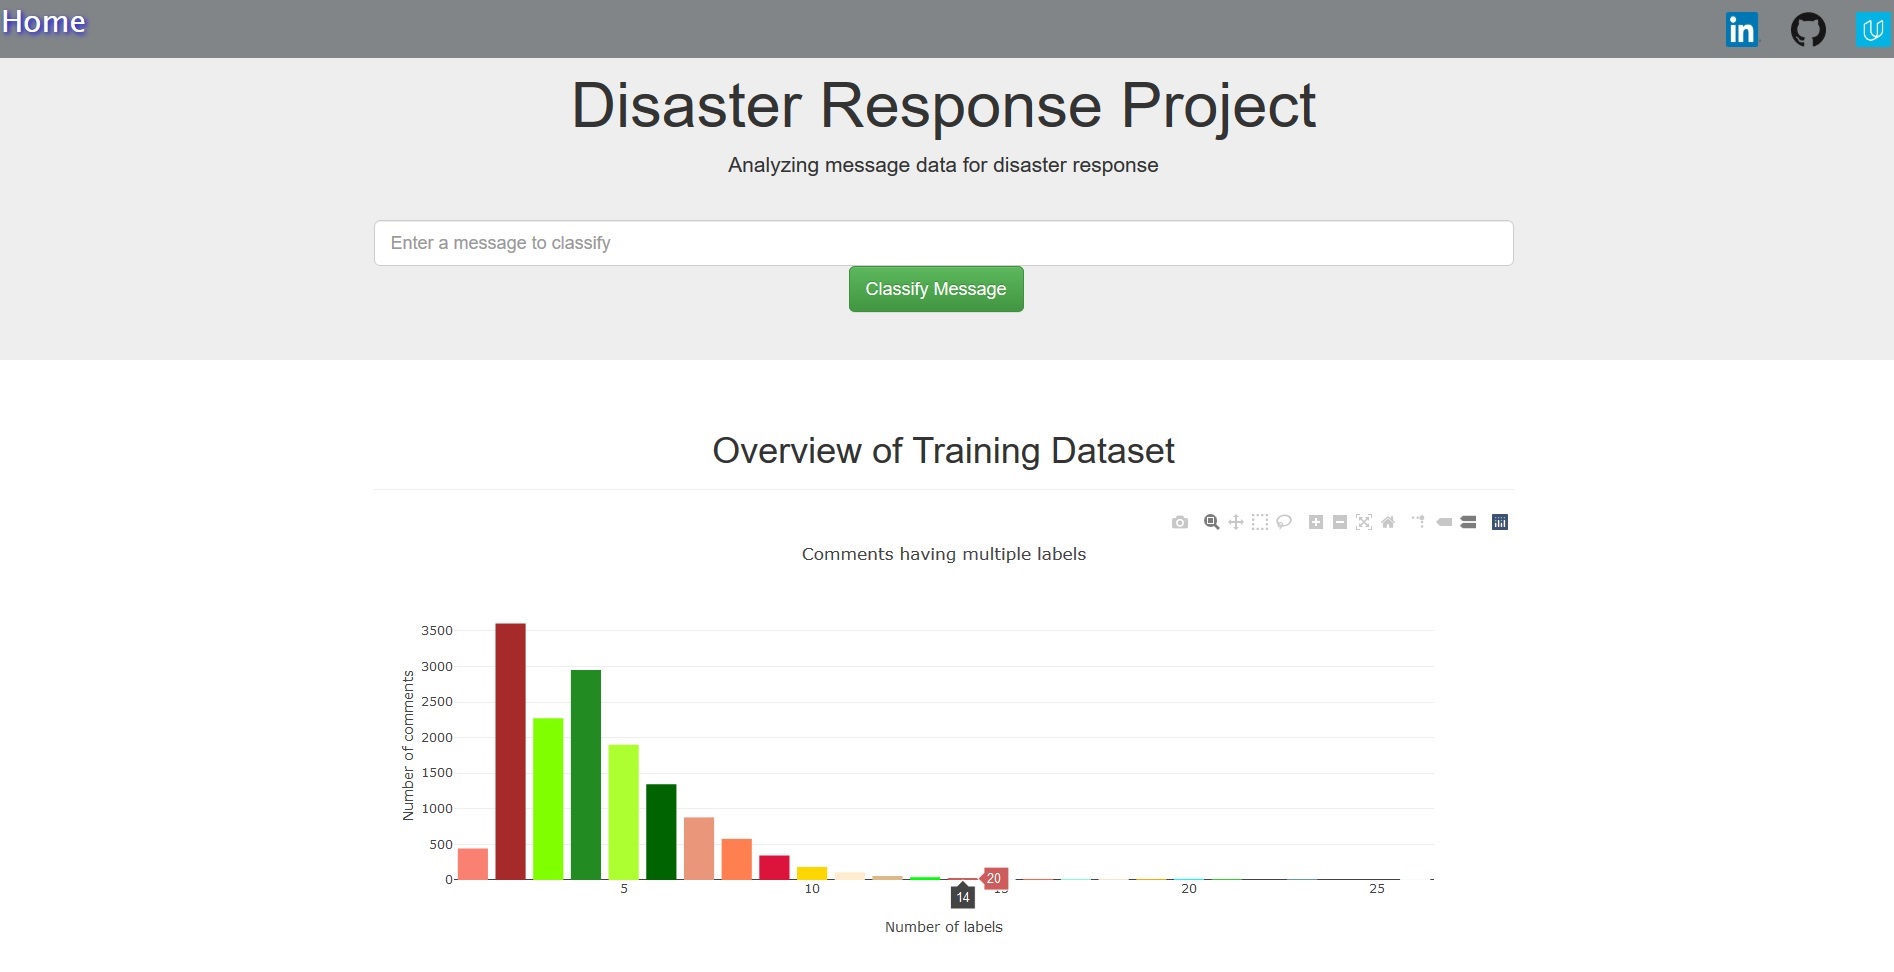 Home
in
Disaster Response Project
Analyzing message data for disaster response
Enter a message to classify
Classify Message
Overview of Training Dataset
Comments having multiple labels
3500
3000
2500
2000
1500
1000
500
0
Number of comments
20
5
10
20
25
14
Number of labels